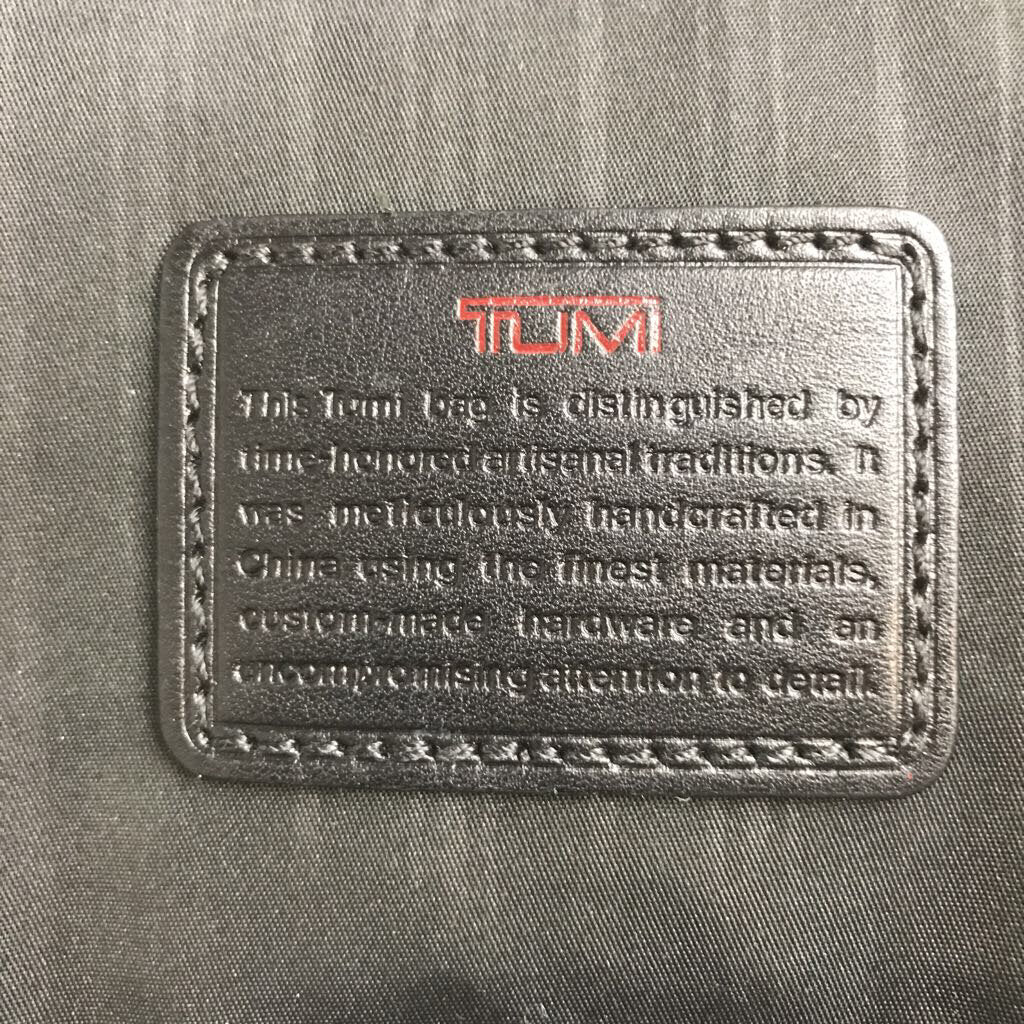 TUMI
This Tumi bag is distinguished by
time-honored artisanal traditions. It
was meticulously handcrafted in
China using the finest materials,
custom-made hardware and an
uncompromising attention to detail.